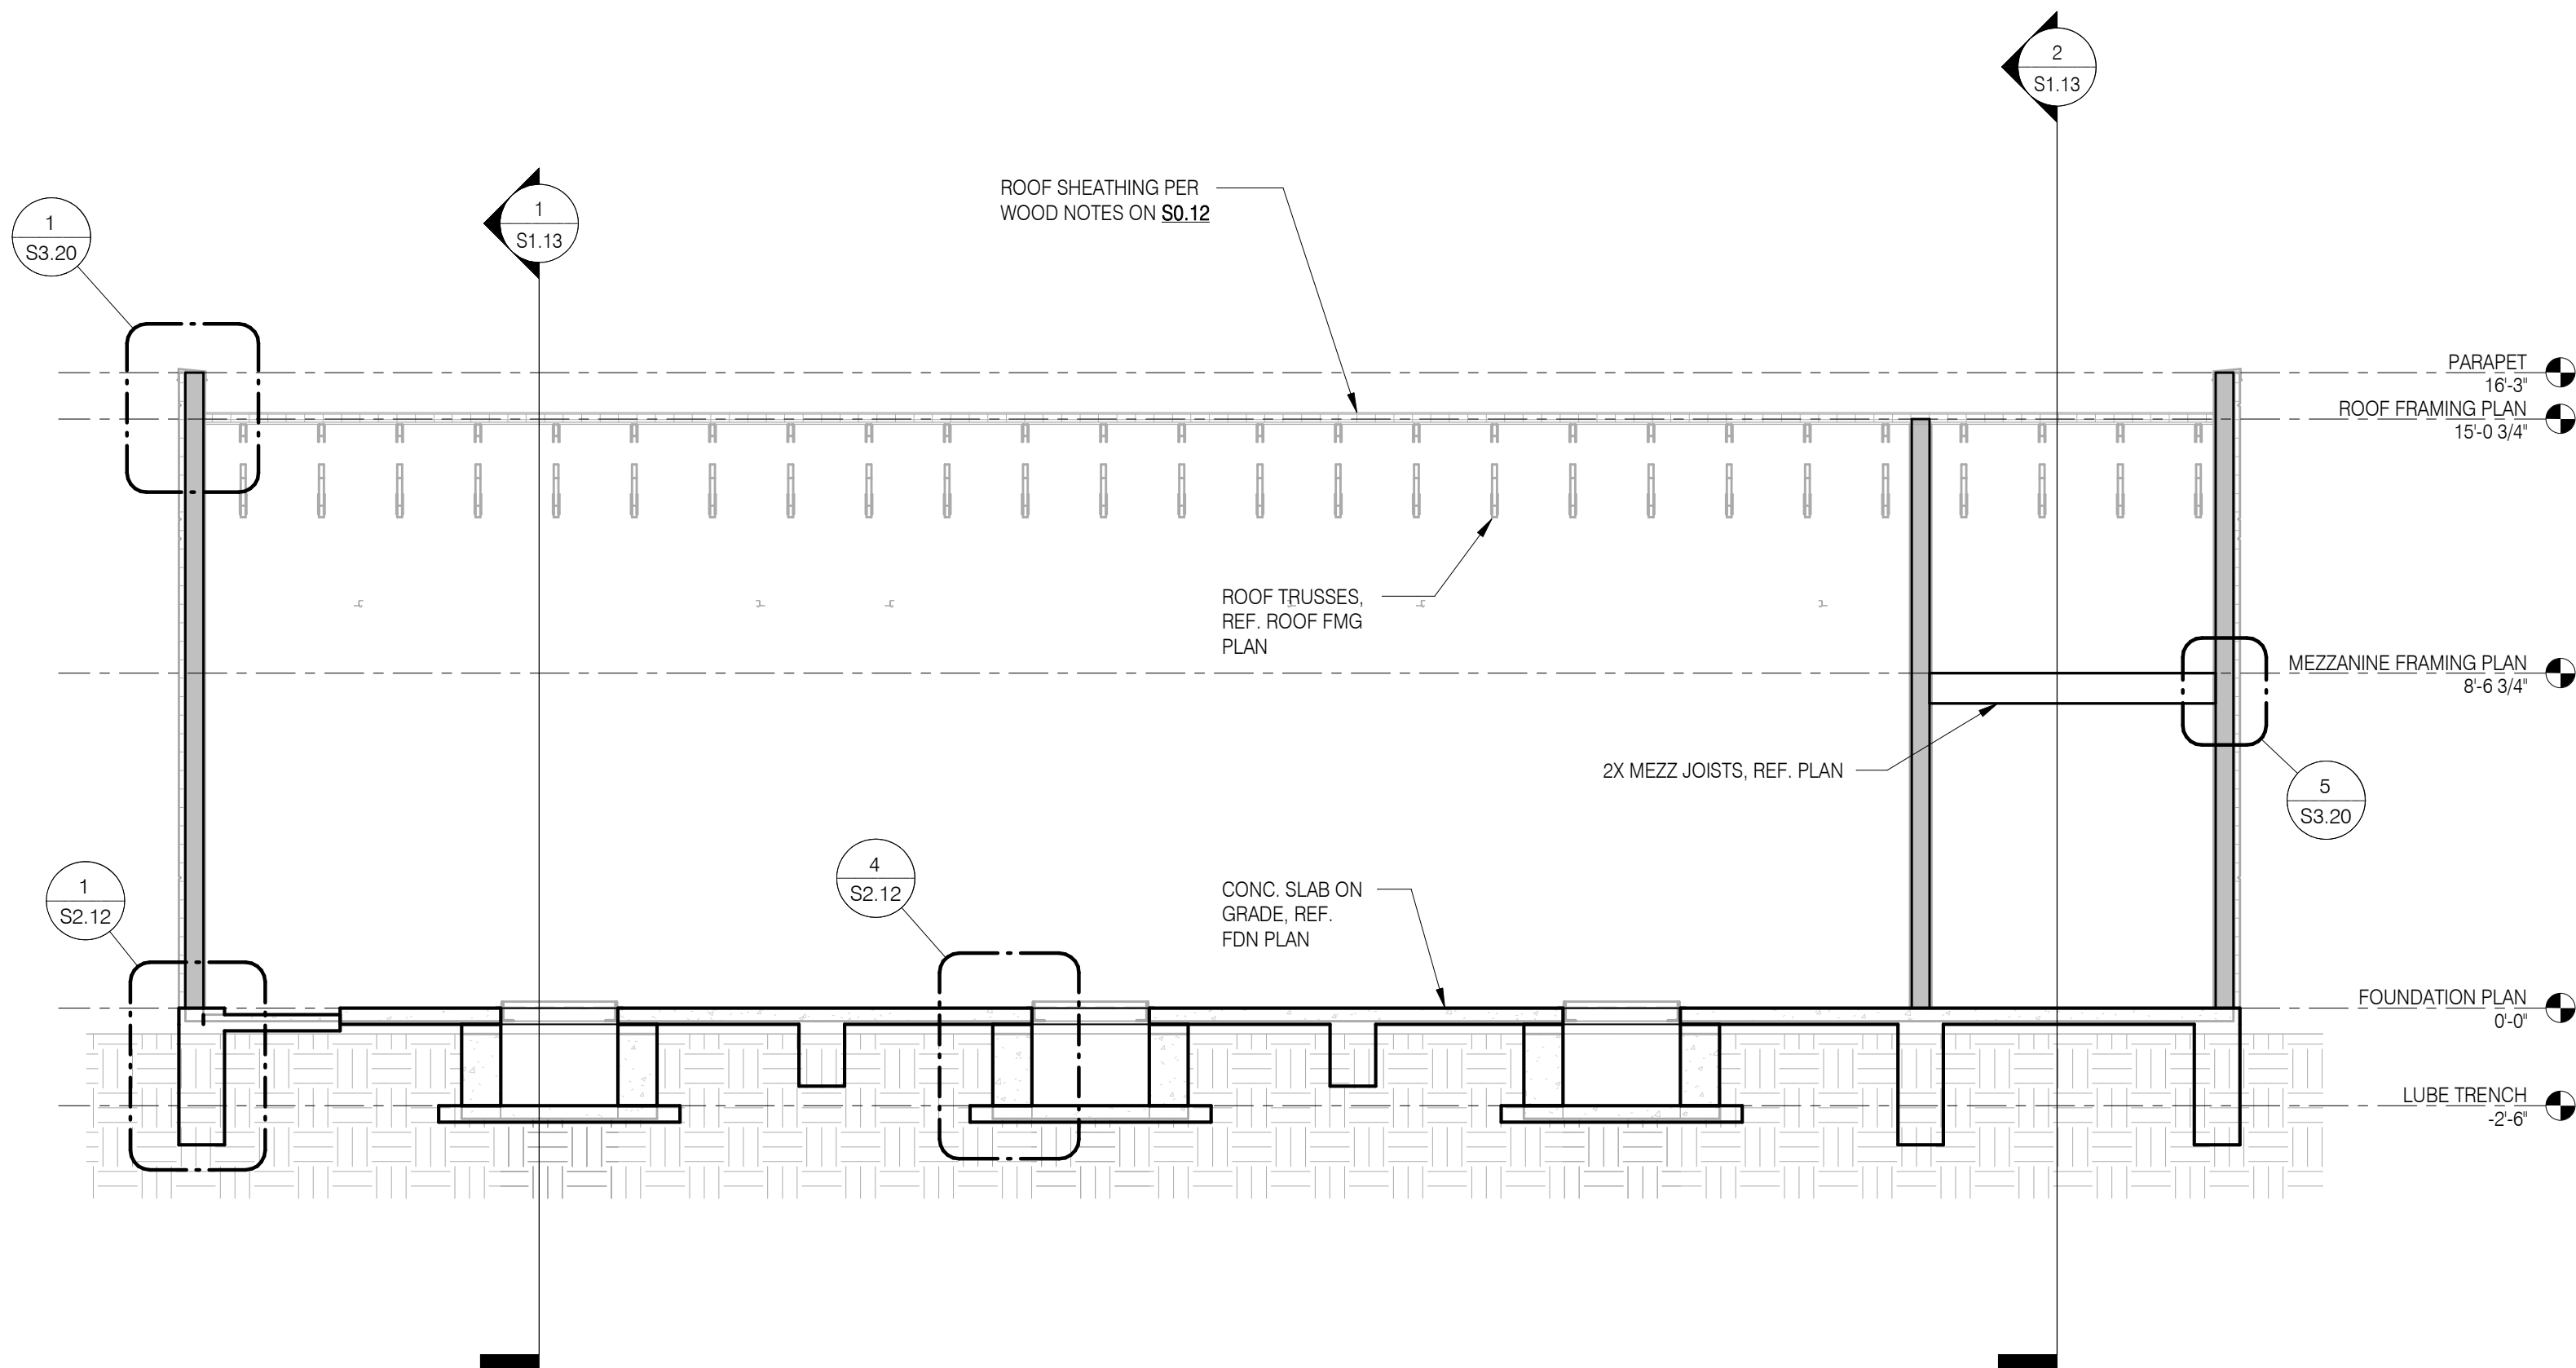 2
S1.13
ROOF SHEATHING PER
WOOD NOTES ON S0.12
1
S3.20
1
S1.13
PARAPET
16'-3"
ROOF FRAMING PLAN
15'-0 3/4"
ROOF TRUSSES,
REF. ROOF FMG
PLAN
MEZZANINE FRAMING PLAN
8'-6 3/4"
2X MEZZ JOISTS, REF. PLAN
5
S3.20
1
S2.12
4
S2.12
CONC. SLAB ON
GRADE, REF.
FDN PLAN
FOUNDATION PLAN
0'-0"
LUBE TRENCH
-2'-6"